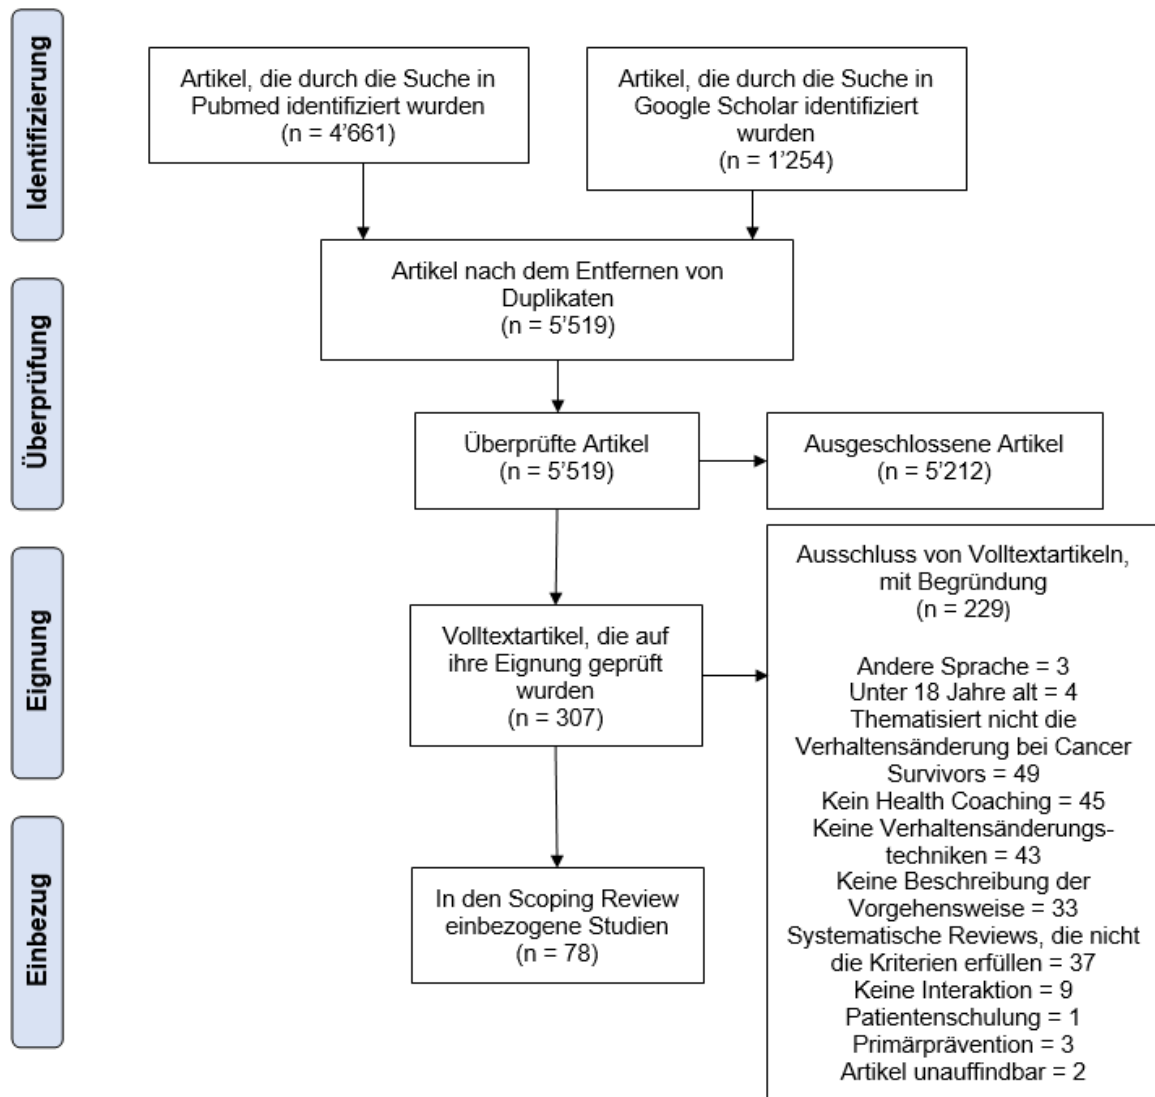 Identifizierung
Artikel, die durch die Suche in
Pubmed identifiziert wurden
(n = 4’661)
Artikel, die durch die Suche in
Google Scholar identifiziert
wurden
(n = 1’254)
Artikel nach dem Entfernen von
Duplikaten
(n = 5’519)
Überprüfung
Überprüfte Artikel
(n = 5’519)
Ausgeschlossene Artikel
(n = 5’212)
Eignung
Volltextartikel, die auf
ihre Eignung geprüft
wurden
(n = 307)
Ausschluss von Volltextartikeln,
mit Begründung
(n = 229)
Andere Sprache = 3
Unter 18 Jahre alt = 4
Thematisiert nicht die
Verhaltensänderung bei Cancer
Survivors = 49
Kein Health Coaching = 45
Keine Verhaltensänderungs-
techniken = 43
Keine Beschreibung der
Vorgehensweise = 33
Systematische Reviews, die nicht
die Kriterien erfüllen = 37
Keine Interaktion = 9
Patientenschulung = 1
Primärprävention = 3
Artikel unauffindbar = 2
Einbezug
In den Scoping Review
einbezogene Studien
(n = 78)